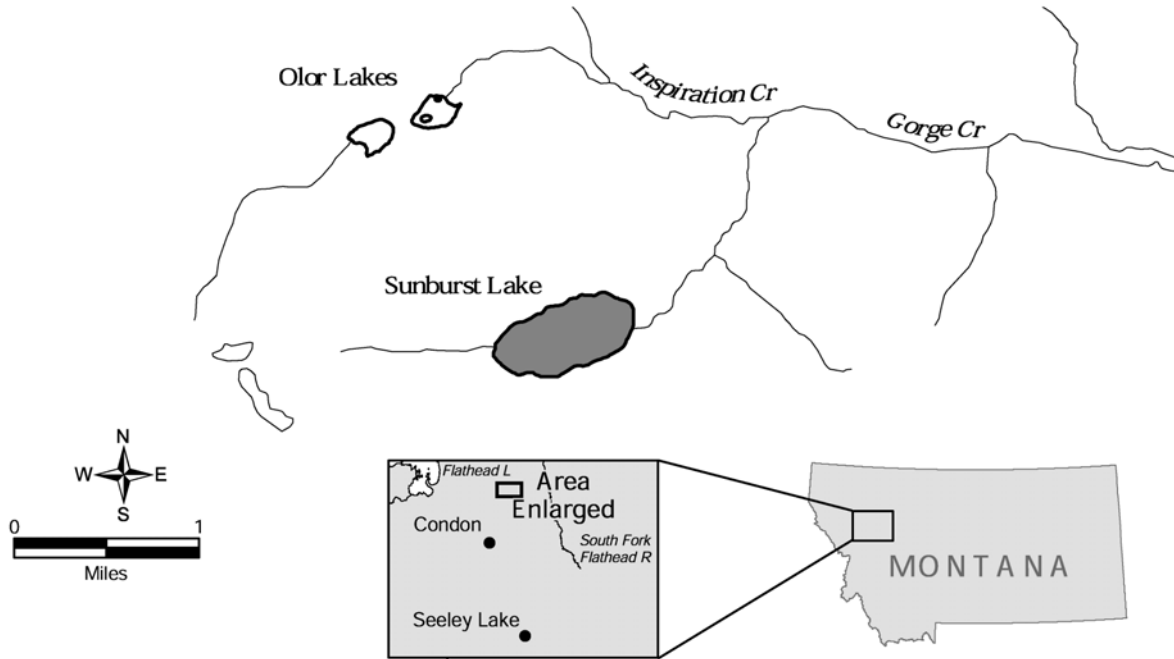 Olor Lakes
Inspiration Cr
Gorge Cr
Sunburst Lake
N
W E
S
0 1
Miles
Flathead L
Area
Enlarged
Condon
South Fork
Flathead R
Seeley Lake
MONTANA